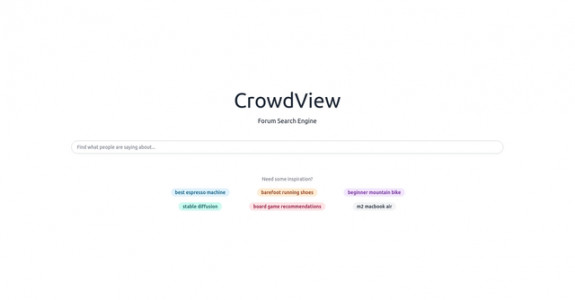 CrowdView
Forum Search Engine
Find what people are saying about...
Need some inspiration?
best espresso machine barefoot running shoes beginner mountain bike
stable diffusion board game recommendations m2 macbook air